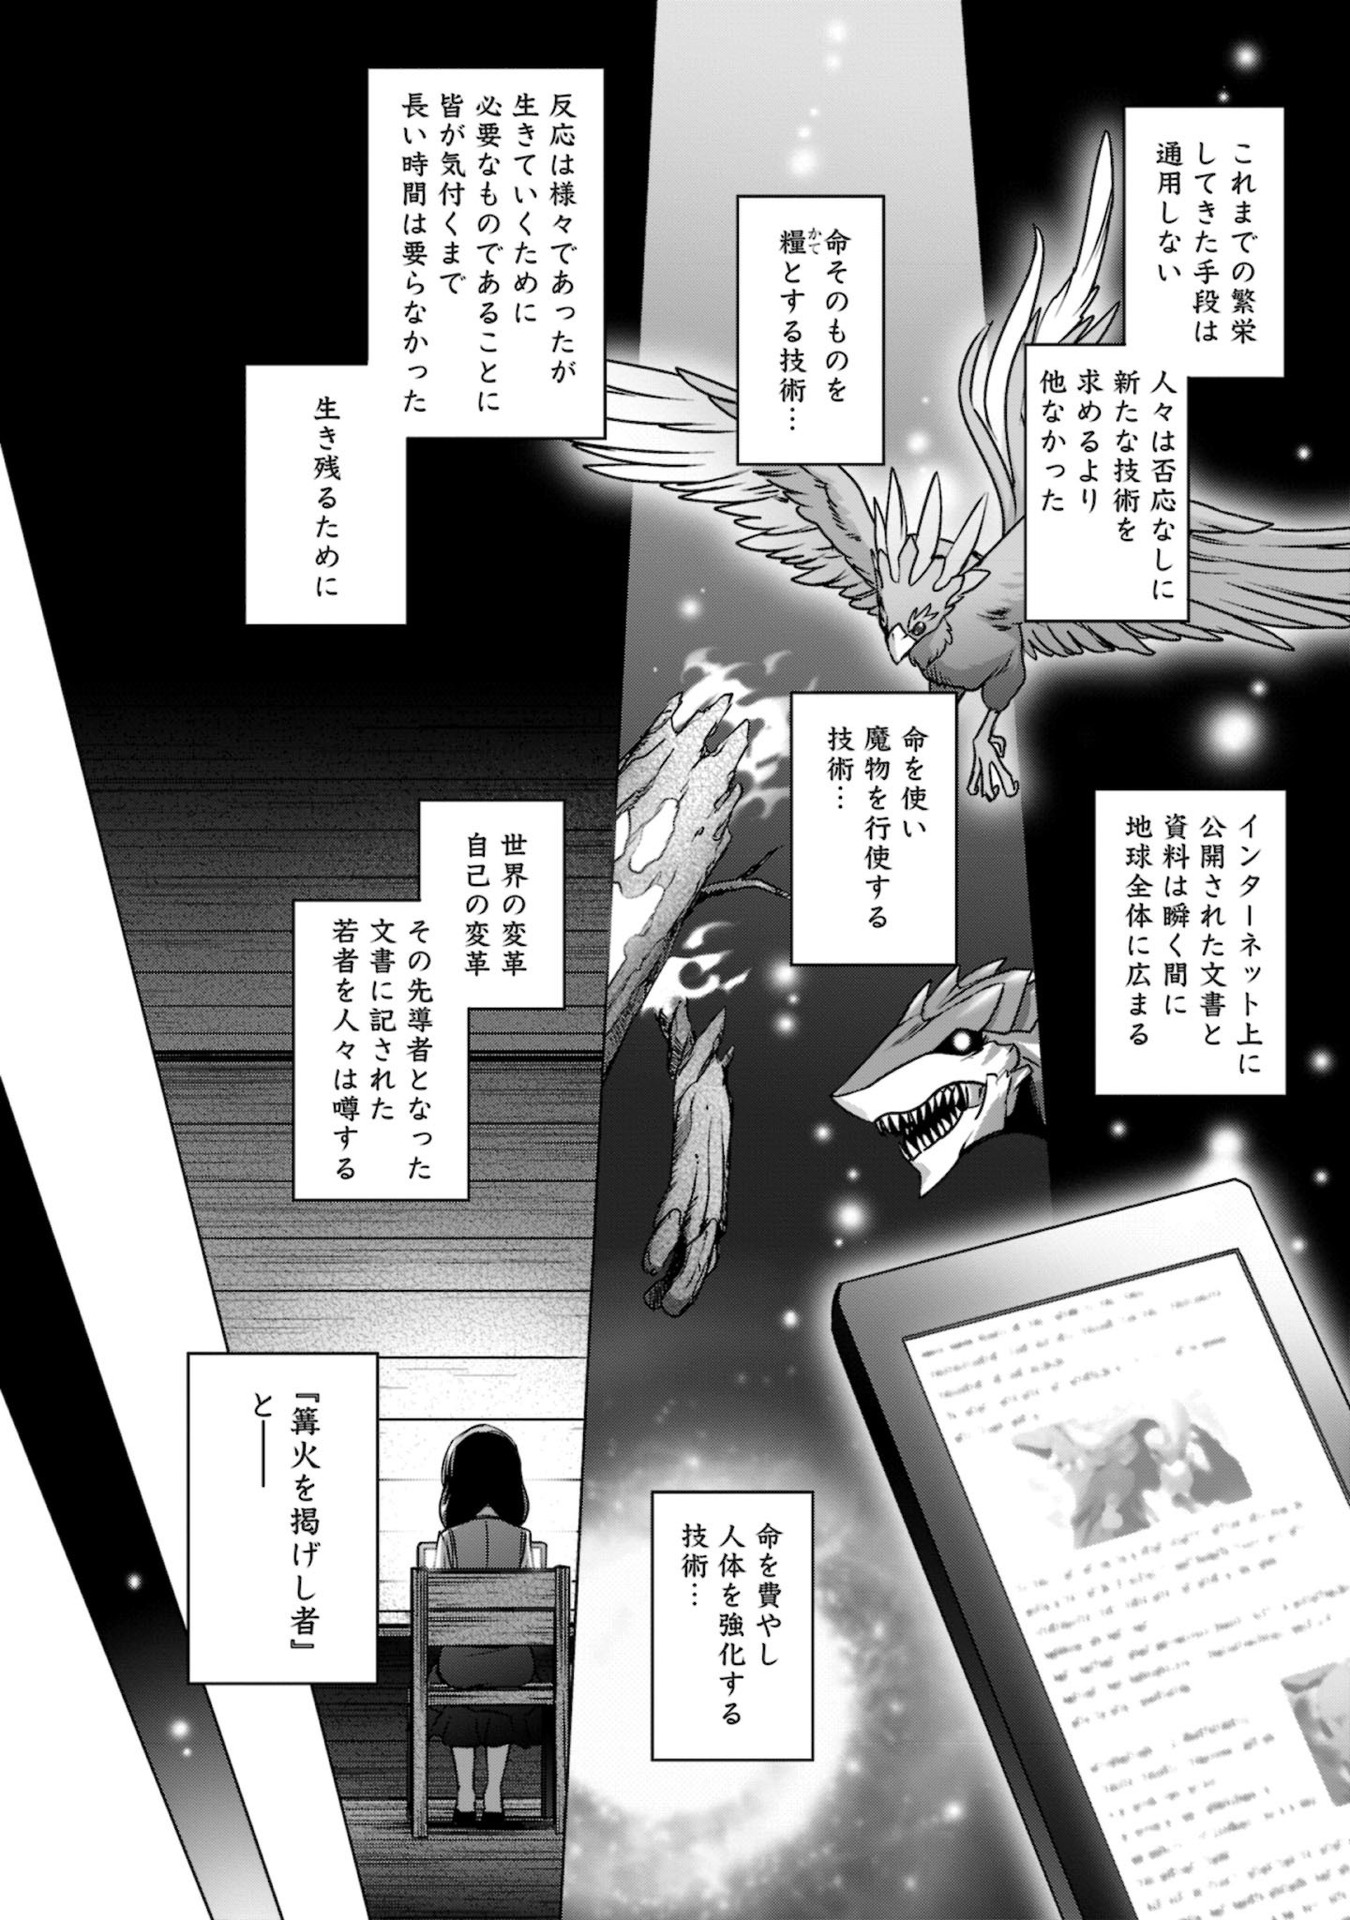 これまでの繁栄
してきた手段は
通用しない
人々は否応なしに
新たな技術を
求めるより
他なかった
インターネット上に
公開された文書と
資料は瞬く間に
地球全体に広まる
命そのものを
糧とする技術…
かて
命を使い
魔物を行使する
技術…
命を費やし
人体を強化する
技術…
反応は様々であったが
生きていくために
必要なものであることに
皆が気付くまで
長い時間は要らなかった
生き残るために
世界の変革
自己の変革
その先導者となった
文書に記された
若者を人々は噂する
『篝火を掲げし者』
と――